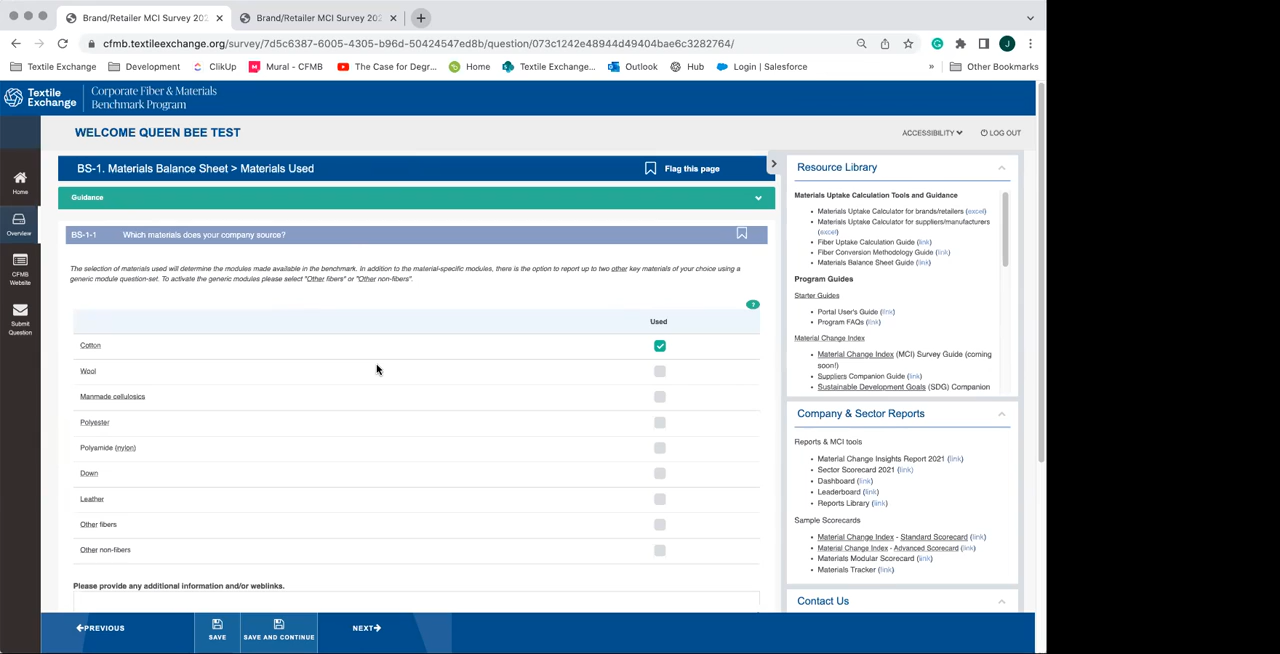 Brand/Retailer MCI Survey 202
Brand/Retailer MCI Survey 202
cfmb.textileexchange.org/survey/7d5c6387-6005-4305-b96d-50424547ed8b/question/073c1242e48944d49404bae6c3282764/
J
Textile Exchange
Development
ClikUp
Mural - CFMB
The Case for Degr...
Home
Textile Exchange...
Outlook
Hub
Login | Salesforce
»
Other Bookmarks
Textile Exchange
Corporate Fiber & Materials
Benchmark Program
WELCOME QUEEN BEE TEST
ACCESSIBILITY
LOG OUT
Home
Overview
CFMB
Website
Submit
Question
BS-1. Materials Balance Sheet > Materials Used
Flag this page
Guidance
BS-1-1 Which materials does your company source?
The selection of materials used will determine the modules made available in the benchmark. In addition to the material-specific modules, there is the option to report up to two other key materials of your choice using a
generic module question-set. To activate the generic modules please select "Other fibers" or "Other non-fibers".
?
Used
Cotton
Wool
Manmade cellulosics
Polyester
Polyamide (nylon)
Down
Leather
Other fibers
Other non-fibers
Please provide any additional information and/or weblinks.
PREVIOUS
SAVE
SAVE AND CONTINUE
NEXT
Resource Library
Materials Uptake Calculation Tools and Guidance
• Materials Uptake Calculator for brands/retailers (excel)
• Materials Uptake Calculator for suppliers/manufacturers
(excel)
• Fiber Uptake Calculation Guide (link)
• Fiber Conversion Methodology Guide (link)
• Materials Balance Sheet Guide (link)
Program Guides
Starter Guides
• Portal User's Guide (link)
• Program FAQs (link)
Material Change Index
• Material Change Index (MCI) Survey Guide (coming
soon!)
• Suppliers Companion Guide (link)
• Sustainable Development Goals (SDG) Companion
Company & Sector Reports
Reports & MCI tools
• Material Change Insights Report 2021 (link)
• Sector Scorecard 2021 (link)
• Dashboard (link)
• Leaderboard (link)
• Reports Library (link)
Sample Scorecards
• Material Change Index - Standard Scorecard (link)
• Material Change Index - Advanced Scorecard (link)
• Materials Modular Scorecard (link)
• Materials Tracker (link)
Contact Us